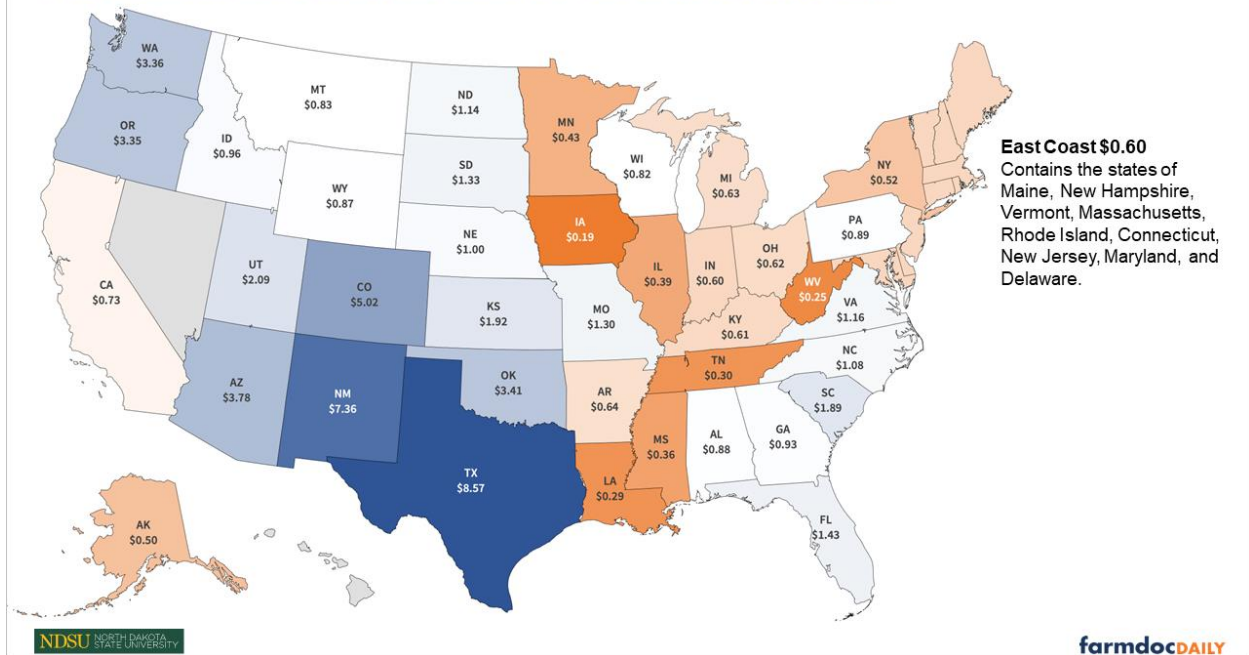 WA
$3.36
MT
$0.83
ND
$1.14
MN
$0.43
OR
$3.35
ID
$0.96
SD
$1.33
WI
$0.82
MI
$0.63
NY
$0.52
East Coast $0.60
Contains the states of
Maine, New Hampshire,
Vermont, Massachusetts,
Rhode Island, Connecticut,
New Jersey, Maryland, and
Delaware.
WY
$0.87
NE
$1.00
IA
$0.19
PA
$0.89
CA
$0.73
UT
$2.09
CO
$5.02
KS
$1.92
MO
$1.30
IL
$0.39
IN
$0.60
OH
$0.62
WV
$0.25
VA
$1.16
KY
$0.61
AZ
$3.78
NM
$7.36
OK
$3.41
AR
$0.64
TN
$0.30
NC
$1.08
SC
$1.89
TX
$8.57
LA
$0.29
MS
$0.36
AL
$0.88
GA
$0.93
FL
$1.43
AK
$0.50
NDSU NORTH DAKOTA
STATE UNIVERSITY
farmdocDAILY